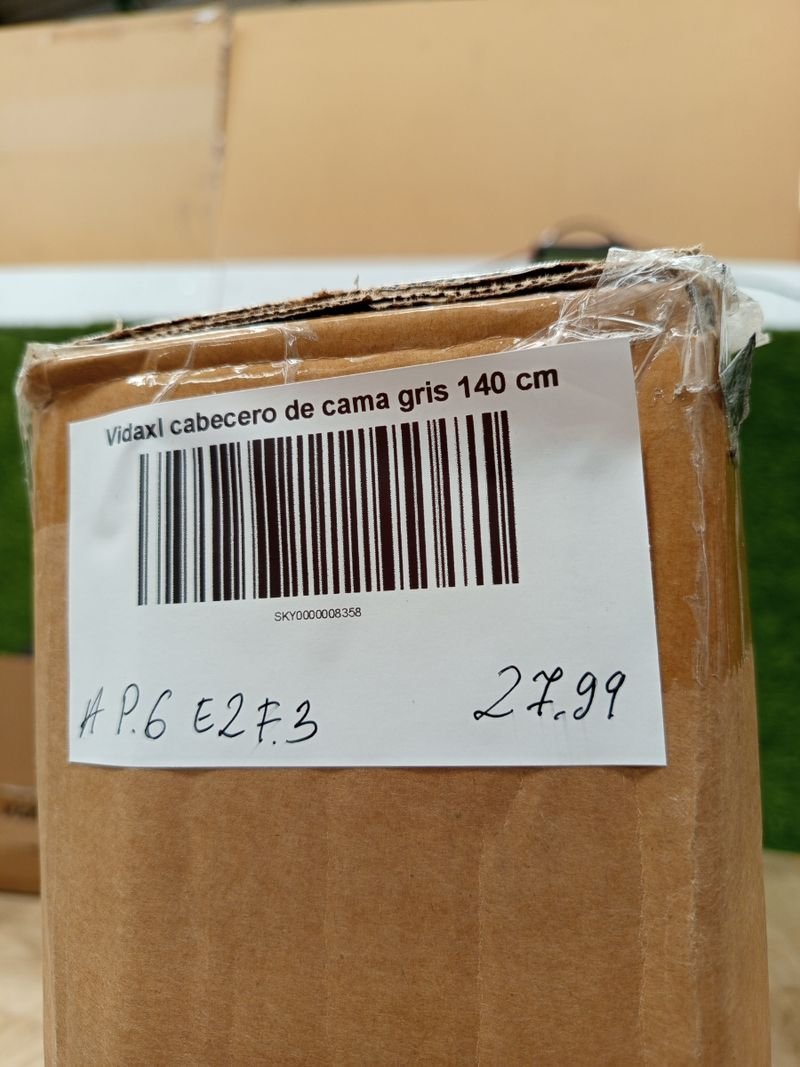 Vidaxl cabecero de cama gris 140 cm
SKY0000008358
A P.6 E2 F.3 27.99